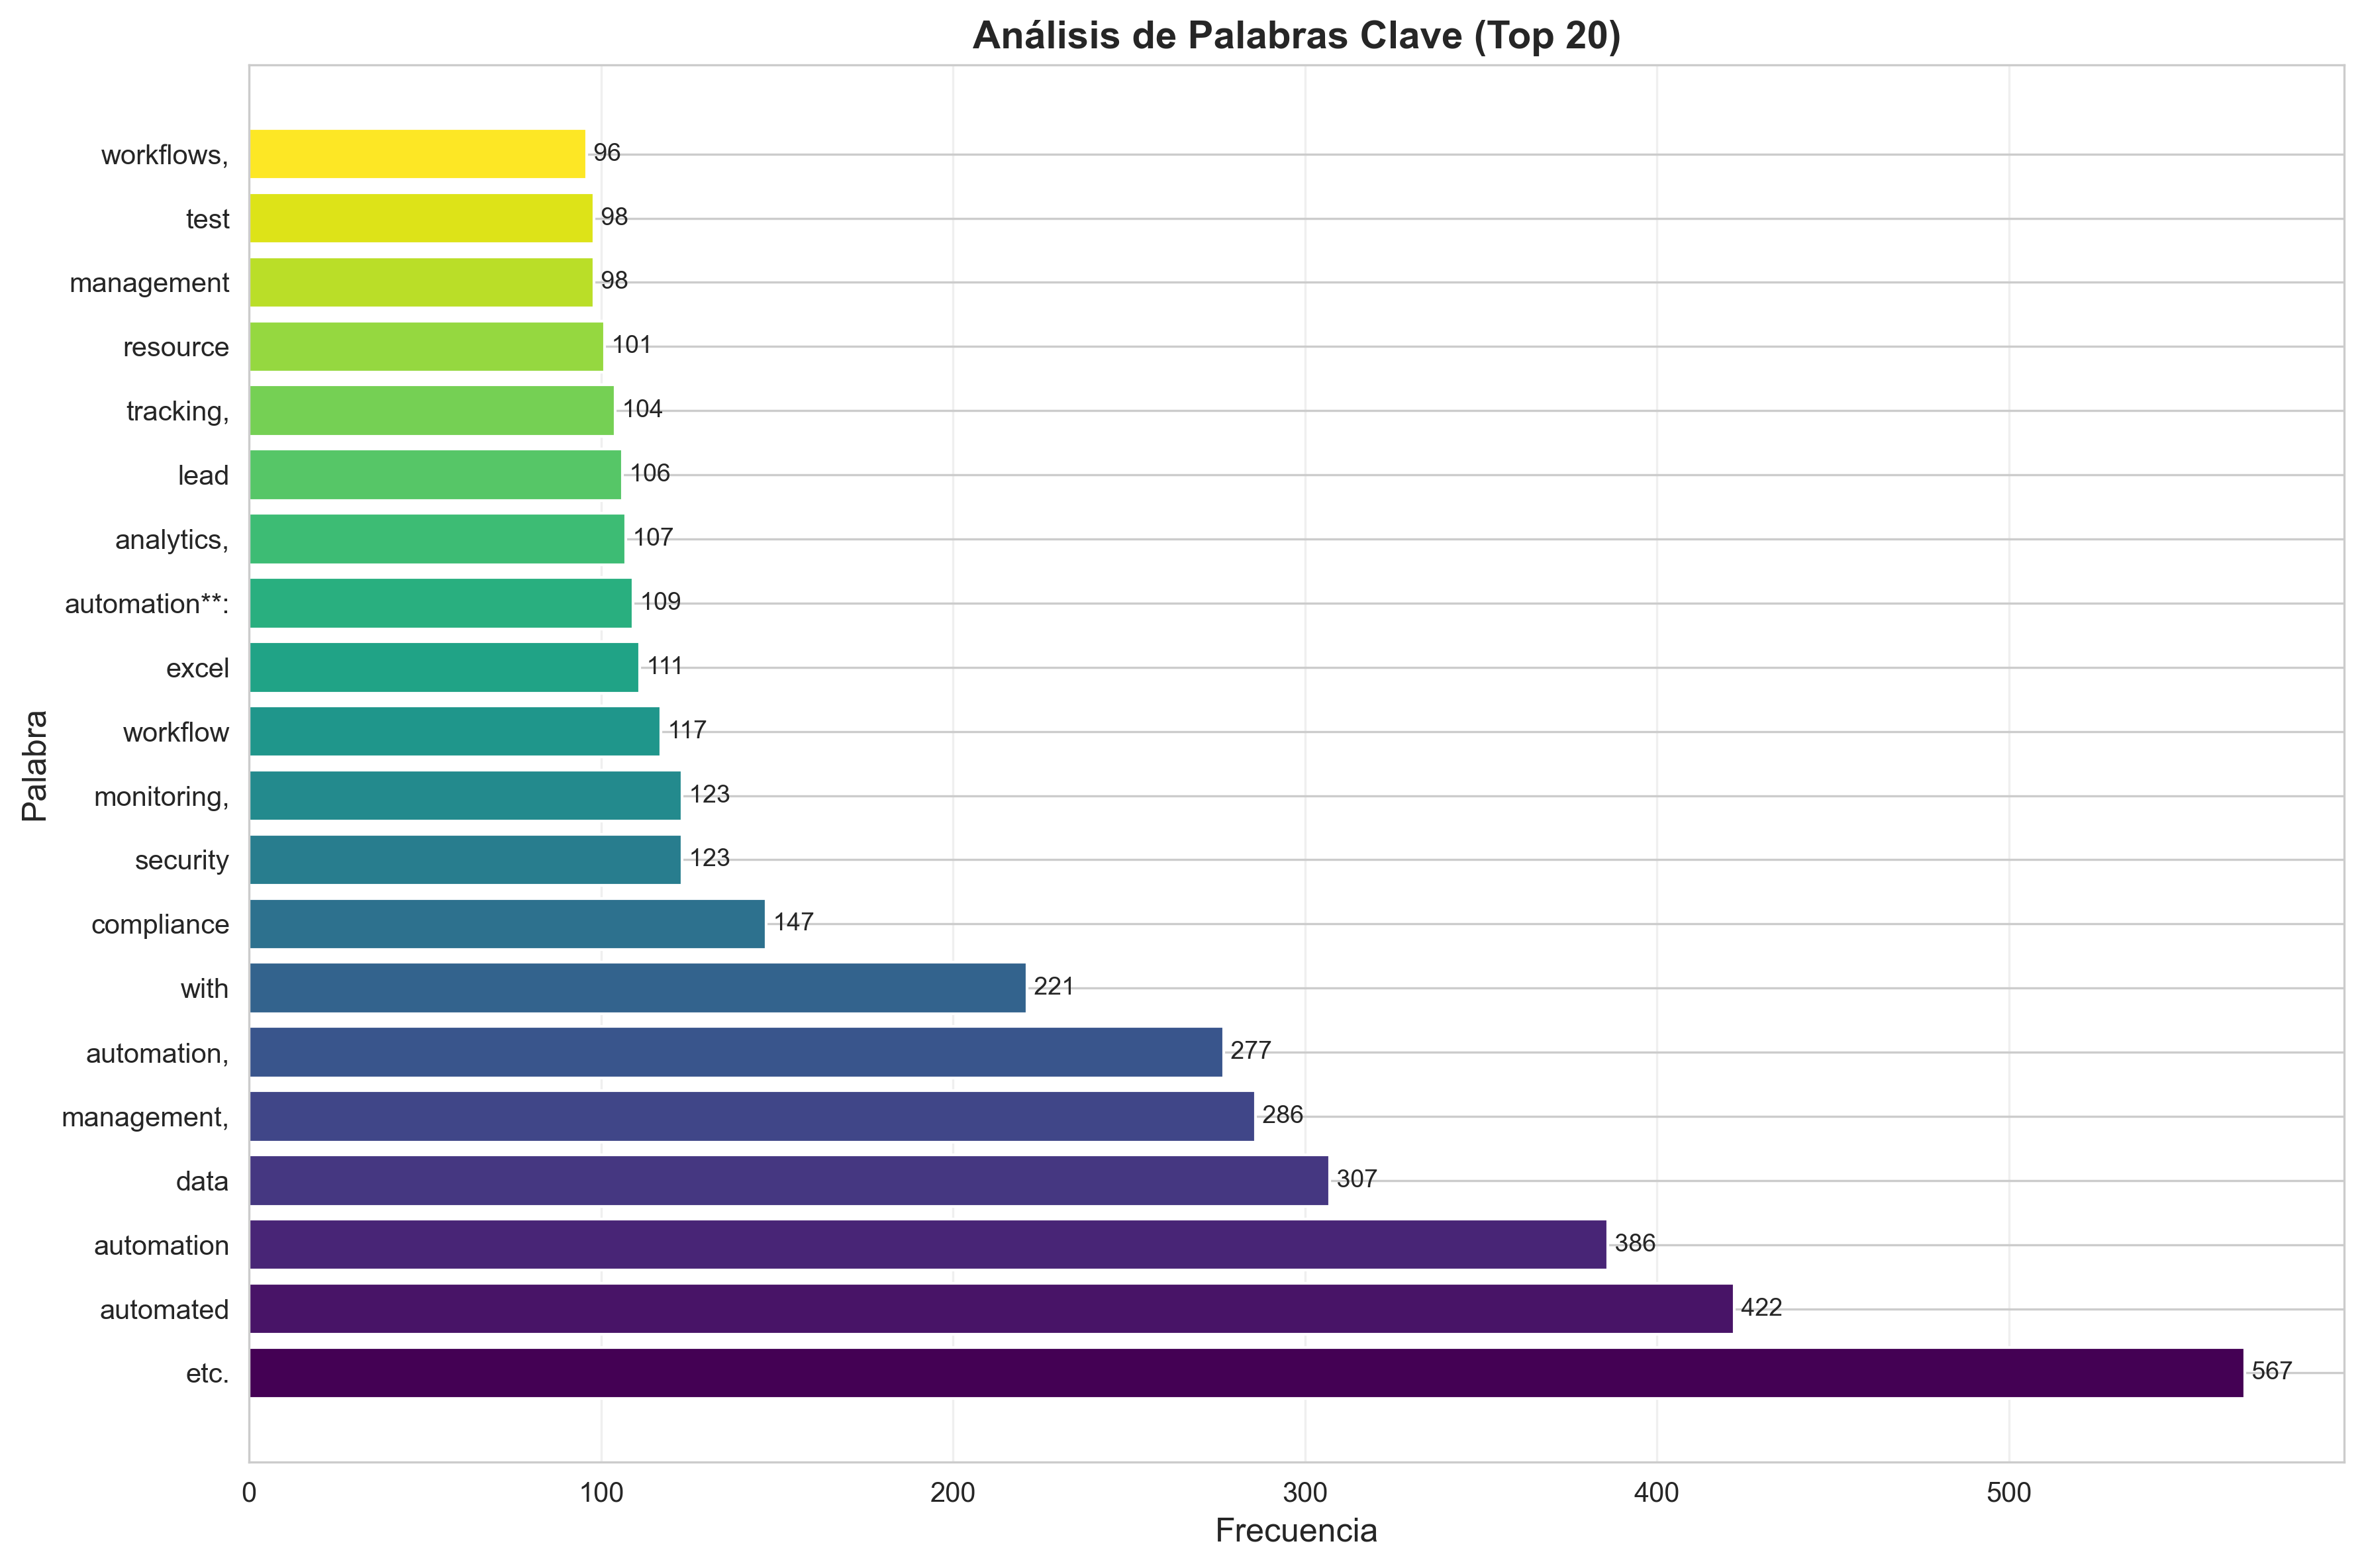 Análisis de Palabras Clave (Top 20)
workflows, 96
test 98
management 98
resource 101
tracking, 104
lead 106
analytics, 107
automation**: 109
excel 111
workflow 117
monitoring, 123
security 123
compliance 147
with 221
automation, 277
management, 286
data 307
automation 386
automated 422
etc. 567
0 100 200 300 400 500
Frecuencia
Palabra